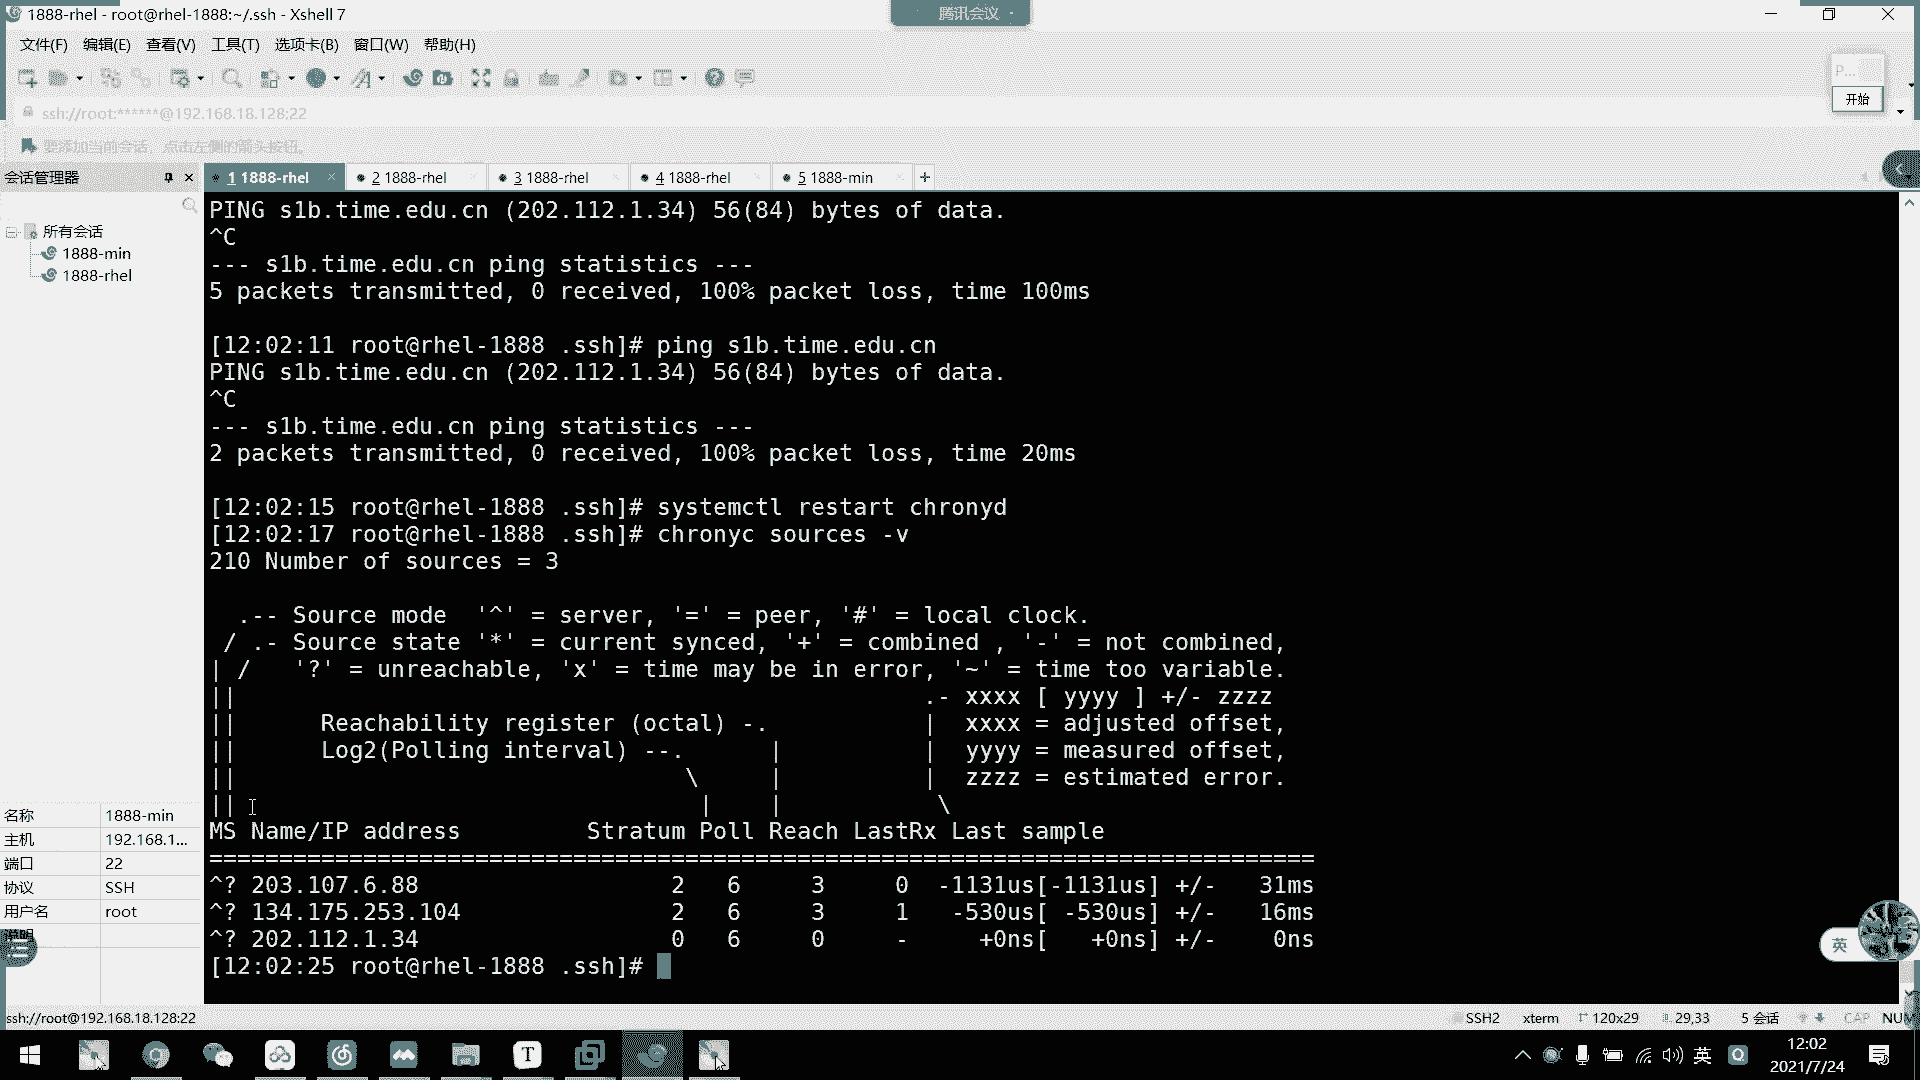 1888-rhel - root@rhel-1888:~/.ssh - Xshell 7
腾讯会议
文件(F) 编辑(E) 查看(V) 工具(T) 选项卡(B) 窗口(W) 帮助(H)
P...
开始
ssh://root:******@192.168.18.128:22
要添加当前会话，点击左侧的箭头按钮。
会话管理器
1 1888-rhel
2 1888-rhel
3 1888-rhel
4 1888-rhel
5 1888-min
所有会话
1888-min
1888-rhel
PING s1b.time.edu.cn (202.112.1.34) 56(84) bytes of data.
^C
--- s1b.time.edu.cn ping statistics ---
5 packets transmitted, 0 received, 100% packet loss, time 100ms
[12:02:11 root@rhel-1888 .ssh]# ping s1b.time.edu.cn
PING s1b.time.edu.cn (202.112.1.34) 56(84) bytes of data.
^C
--- s1b.time.edu.cn ping statistics ---
2 packets transmitted, 0 received, 100% packet loss, time 20ms
[12:02:15 root@rhel-1888 .ssh]# systemctl restart chronyd
[12:02:17 root@rhel-1888 .ssh]# chronyc sources -v
210 Number of sources = 3
  .-- Source mode  '^' = server, '=' = peer, '#' = local clock.
 / .- Source state '*' = current synced, '+' = combined , '-' = not combined,
| /   '?' = unreachable, 'x' = time may be in error, '~' = time too variable.
||                                                 .- xxxx [ yyyy ] +/- zzzz
||      Reachability register (octal) -.           |  xxxx = adjusted offset,
||      Log2(Polling interval) --.      |          |  yyyy = measured offset,
||                                \     |          |  zzzz = estimated error.
||                                 |    |           \
MS Name/IP address         Stratum Poll Reach LastRx Last sample
===============================================================================
^? 203.107.6.88                  2   6     3     0  -1131us[-1131us] +/-   31ms
^? 134.175.253.104               2   6     3     1   -530us[ -530us] +/-   16ms
^? 202.112.1.34                  0   6     0     -     +0ns[   +0ns] +/-    0ns
[12:02:25 root@rhel-1888 .ssh]#
名称 1888-min
主机 192.168.1...
端口 22
协议 SSH
用户名 root
说明
英
ssh://root@192.168.18.128:22
SSH2 xterm 120x29 29,33 5 会话 CAP NUM
T
英
12:02
2021/7/24